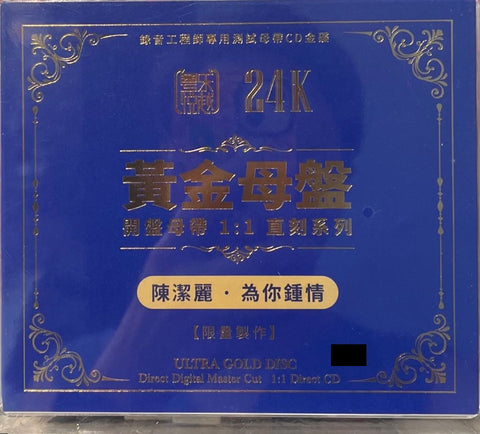 錄音工程師專用測試母帶CD金碟
24K
黃金母盤
開盤母帶 1:1 直刻系列
陳潔麗・為你鍾情
【限量製作】
ULTRA GOLD DISC
Direct Digital Master Cut 1:1 Direct CD